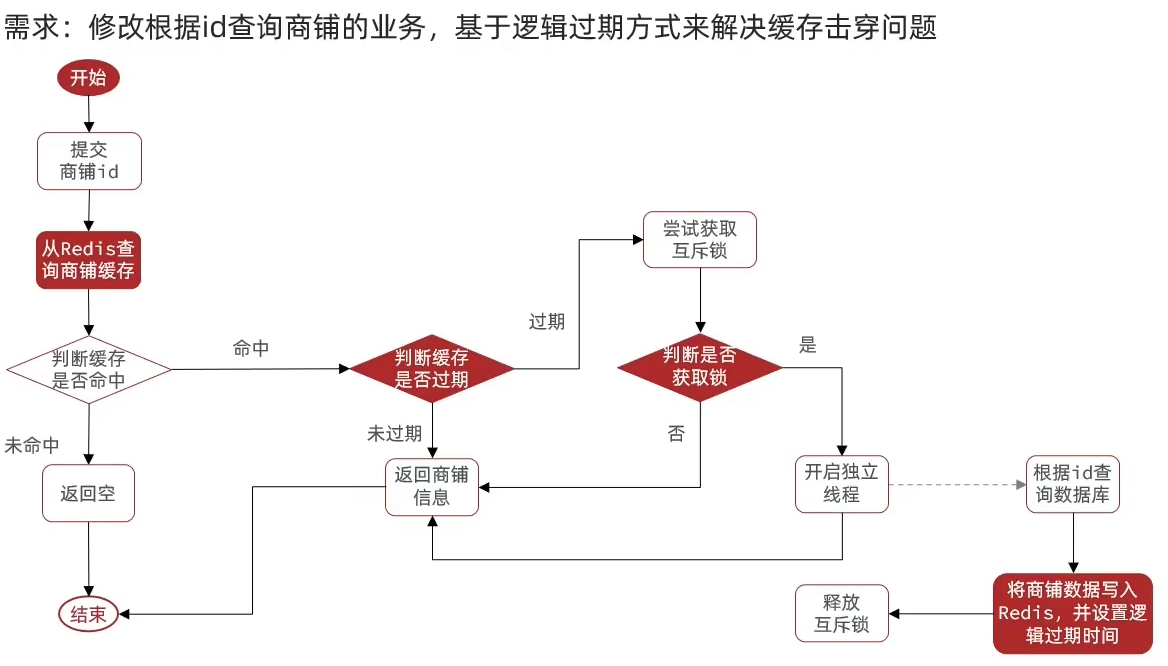 需求：修改根据id查询商铺的业务，基于逻辑过期方式来解决缓存击穿问题
开始
提交
商铺id
从Redis查
询商铺缓存
判断缓存
是否命中
命中
未命中
返回空
结束
判断缓存
是否过期
过期
未过期
返回商铺
信息
尝试获取
互斥锁
判断是否
获取锁
是
否
开启独立
线程
根据id查
询数据库
将商铺数据写入
Redis，并设置逻
辑过期时间
释放
互斥锁